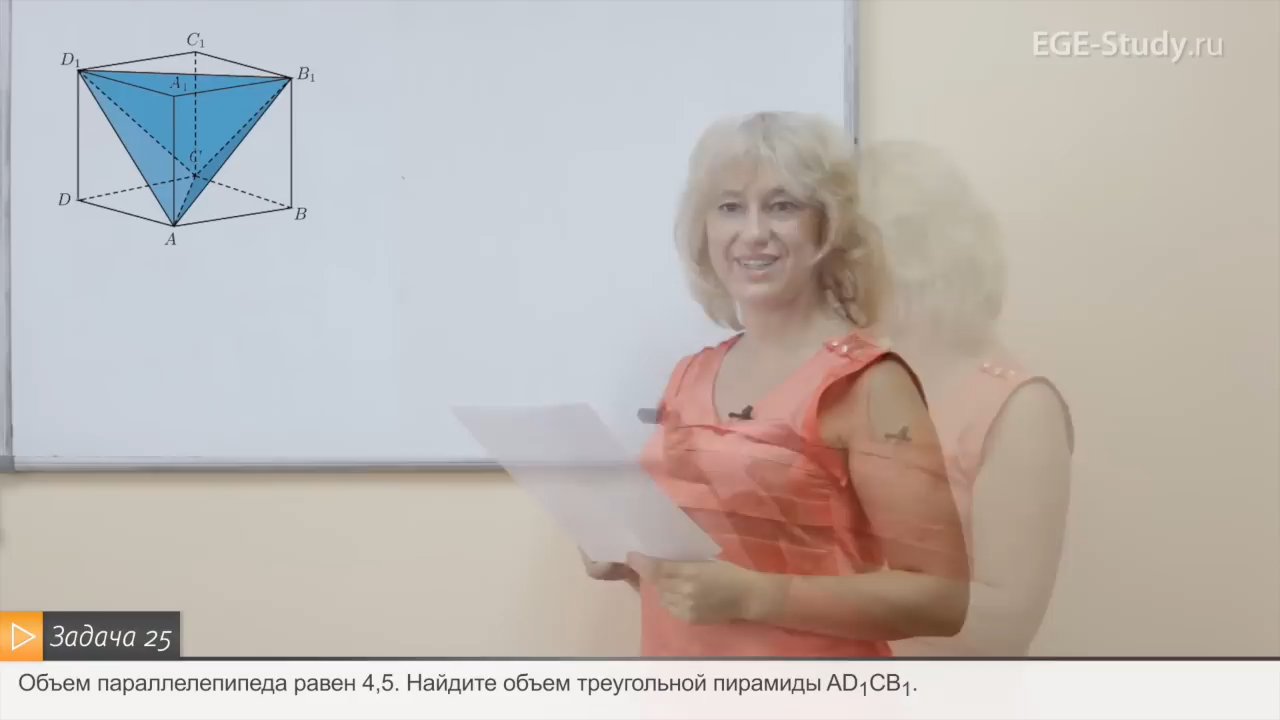 C₁
D₁
B₁
A₁
C
D
B
A
EGE-Study.ru
Задача 25
Объем параллелепипеда равен 4,5. Найдите объем треугольной пирамиды AD₁CB₁.